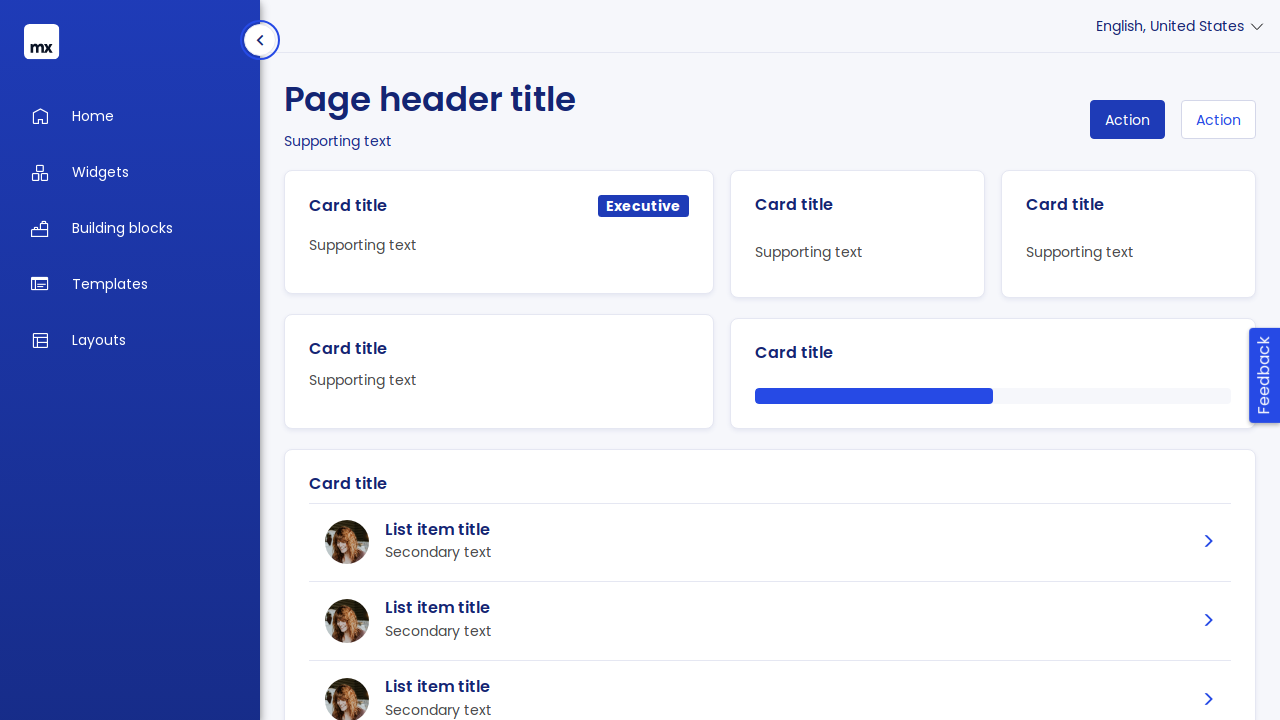 mx
Home
Widgets
Building blocks
Templates
Layouts
English, United States
Page header title
Supporting text
Action
Action
Card title
Executive
Supporting text
Card title
Supporting text
Card title
Supporting text
Card title
Supporting text
Card title
Feedback
Card title
List item title
Secondary text
List item title
Secondary text
List item title
Secondary text